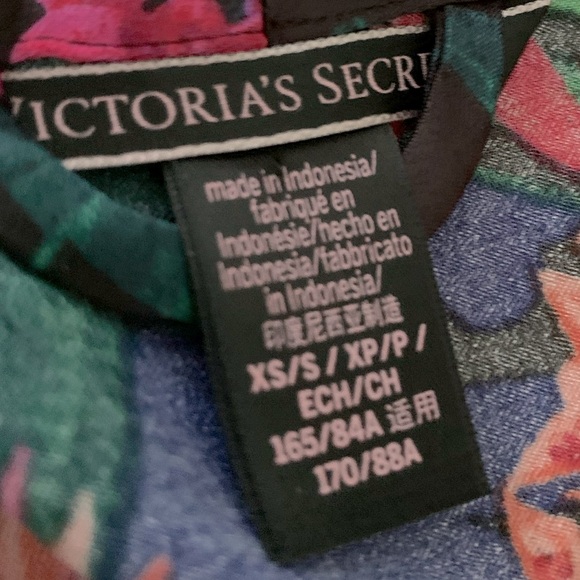 VICTORIA'S SECRE
made in Indonesia/
fabriqué en
Indonésie/hecho en
Indonesia/fabbricato
in Indonesia/
印度尼西亚制造
XS/S / XP/P /
ECH/CH
165/84A 适用
170/88A